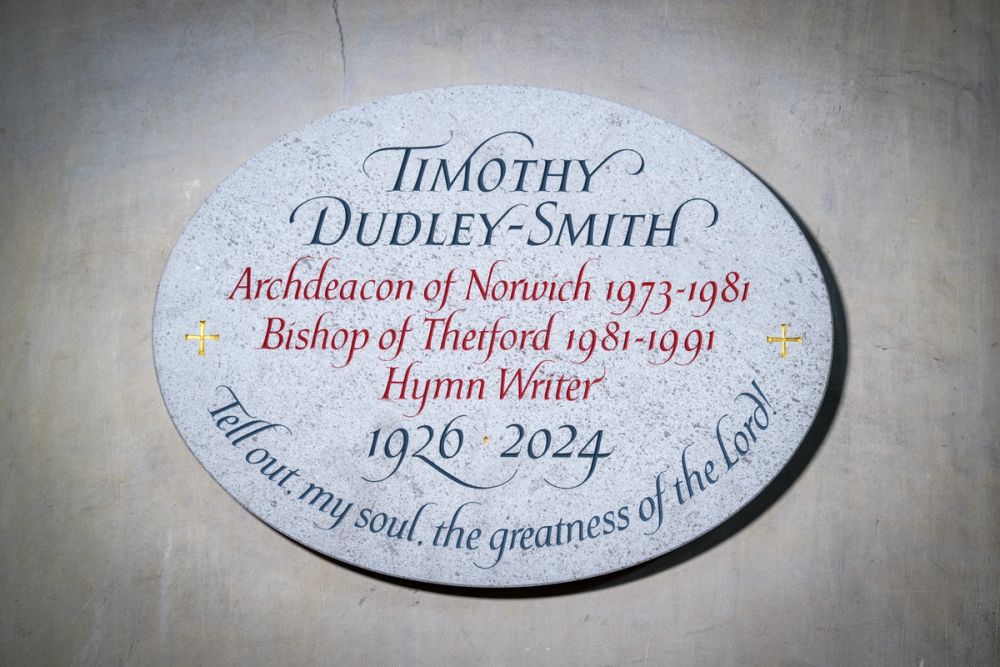 TIMOTHY
DUDLEY-SMITH
Archdeacon of Norwich 1973-1981
Bishop of Thetford 1981-1991
Hymn Writer
1926 · 2024
Tell out, my soul, the greatness of the Lord!